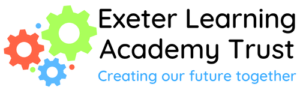 Exeter Learning
Academy Trust
Creating our future together